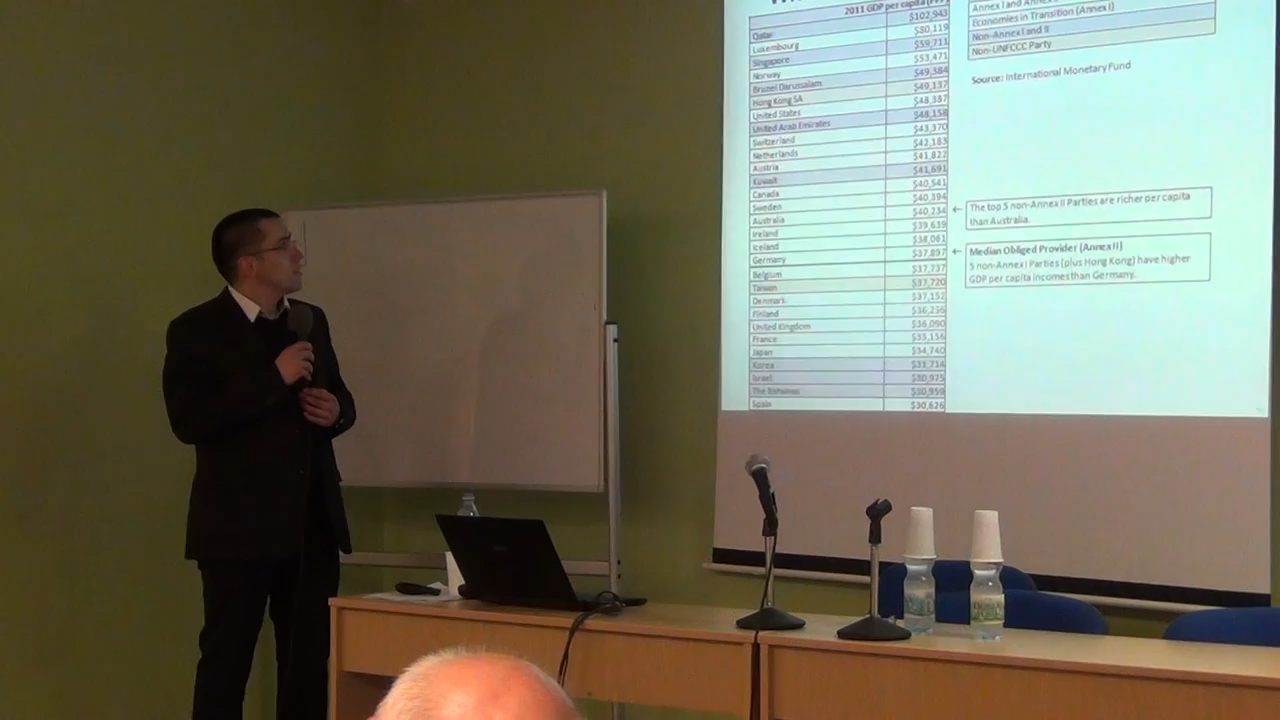 2011 GDP per capita (PPP)
$102,943
Qatar $80,119
Luxembourg $59,711
Singapore $53,471
Norway $49,384
Brunei Darussalam $49,137
Hong Kong SA $48,387
United States $48,158
United Arab Emirates $43,370
Switzerland $42,183
Netherlands $41,822
Austria $41,691
Kuwait $40,541
Canada $40,394
Sweden $40,234
Australia $39,639
Ireland $38,061
Iceland $37,897
Germany $37,737
Belgium $37,720
Taiwan $37,152
Denmark $36,236
Finland $36,090
United Kingdom $35,156
France $34,740
Japan $31,714
Korea $30,975
Israel $30,959
The Bahamas $30,626
Spain
Annex I and Annex
Economies in Transition (Annex I)
Non-Annex I and II
Non-UNFCCC Party
Source: International Monetary Fund
← The top 5 non-Annex II Parties are richer per capita
than Australia.
← Median Obliged Provider (Annex II)
5 non-Annex I Parties (plus Hong Kong) have higher
GDP per capita incomes than Germany.